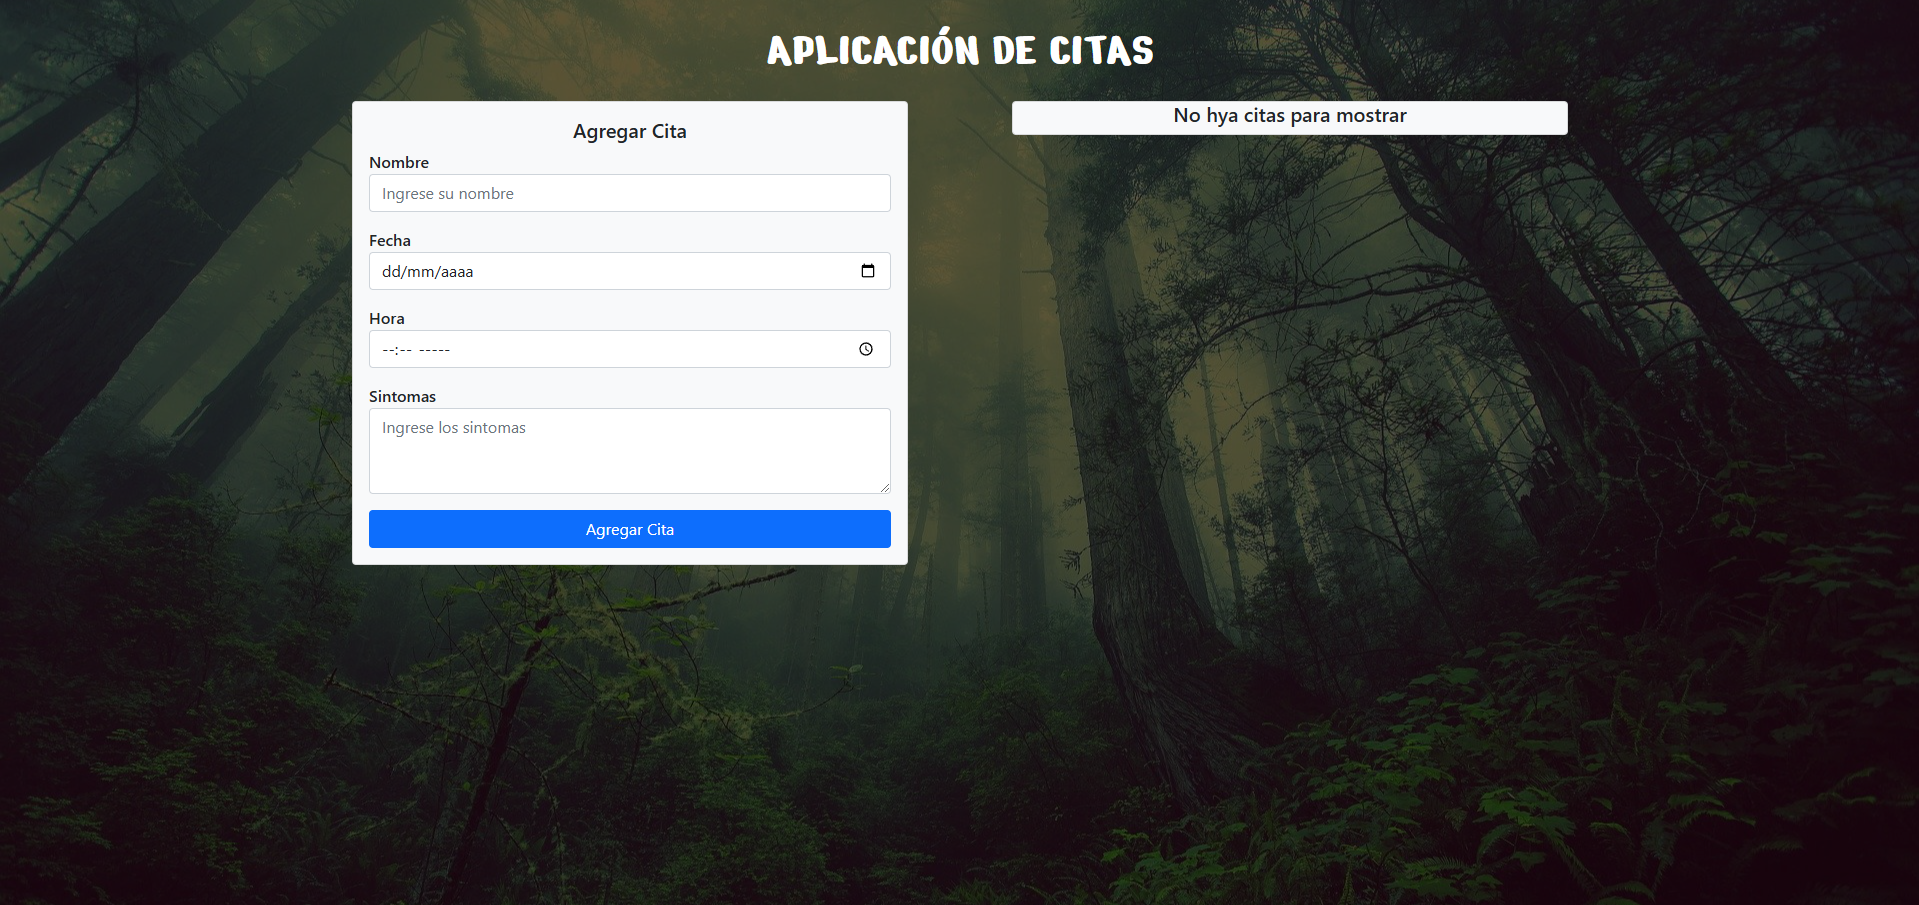 APLICACIÓN DE CITAS
Agregar Cita
Nombre
Ingrese su nombre
Fecha
dd/mm/aaaa
Hora
--:-- -----
Sintomas
Ingrese los sintomas
Agregar Cita
No hya citas para mostrar